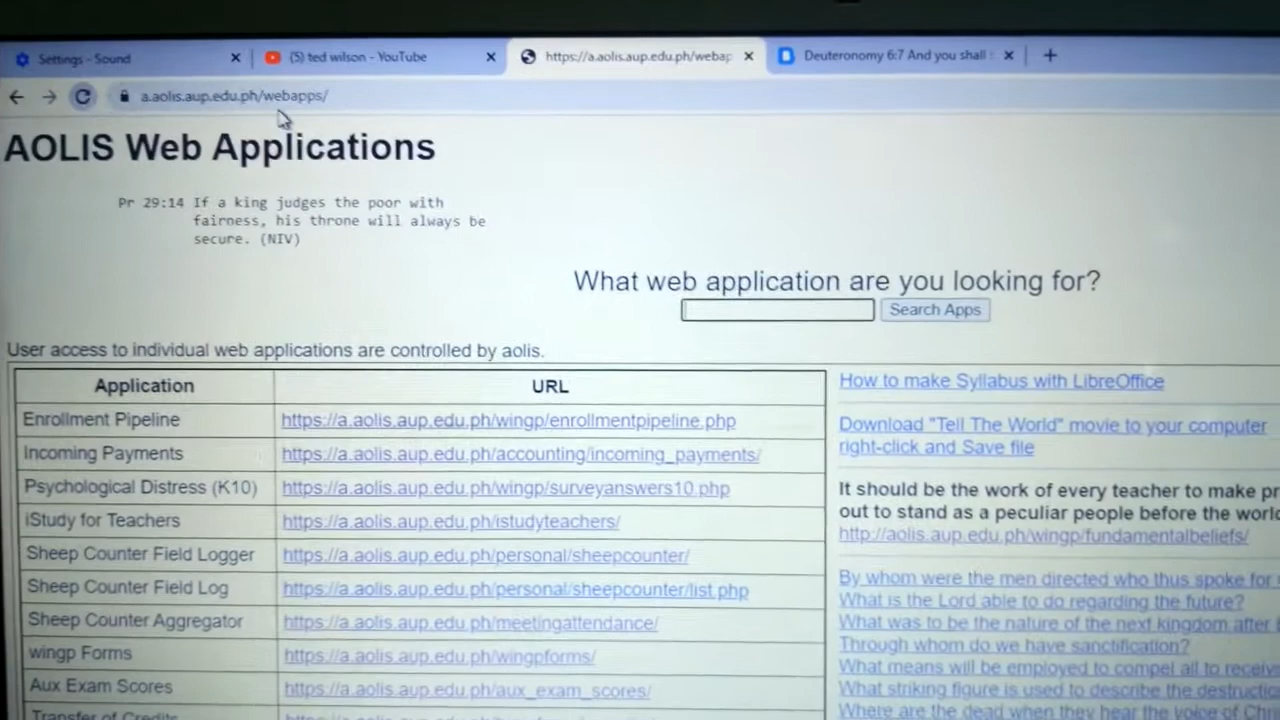 Settings - Sound
(5) ted wilson - YouTube
https://a.aolis.aup.edu.ph/webap
Deuteronomy 6:7 And you shall
a.aolis.aup.edu.ph/webapps/
AOLIS Web Applications
Pr 29:14 If a king judges the poor with
fairness, his throne will always be
secure. (NIV)
What web application are you looking for?
Search Apps
User access to individual web applications are controlled by aolis.
Application URL
Enrollment Pipeline https://a.aolis.aup.edu.ph/wingp/enrollmentpipeline.php
Incoming Payments https://a.aolis.aup.edu.ph/accounting/incoming_payments/
Psychological Distress (K10) https://a.aolis.aup.edu.ph/wingp/surveyanswers10.php
iStudy for Teachers https://a.aolis.aup.edu.ph/istudyteachers/
Sheep Counter Field Logger https://a.aolis.aup.edu.ph/personal/sheepcounter/
Sheep Counter Field Log https://a.aolis.aup.edu.ph/personal/sheepcounter/list.php
Sheep Counter Aggregator https://a.aolis.aup.edu.ph/meetingattendance/
wingp Forms https://a.aolis.aup.edu.ph/wingpforms/
Aux Exam Scores https://a.aolis.aup.edu.ph/aux_exam_scores/
Transfer of Credits
How to make Syllabus with LibreOffice
Download "Tell The World" movie to your computer
right-click and Save file
It should be the work of every teacher to make pr
out to stand as a peculiar people before the world
http://aolis.aup.edu.ph/wingp/fundamentalbeliefs/
By whom were the men directed who thus spoke for
What is the Lord able to do regarding the future?
What was to be the nature of the next kingdom after
Through whom do we have sanctification?
What means will be employed to compel all to receive
What striking figure is used to describe the destructio
Where are the dead when they hear the voice of Chri